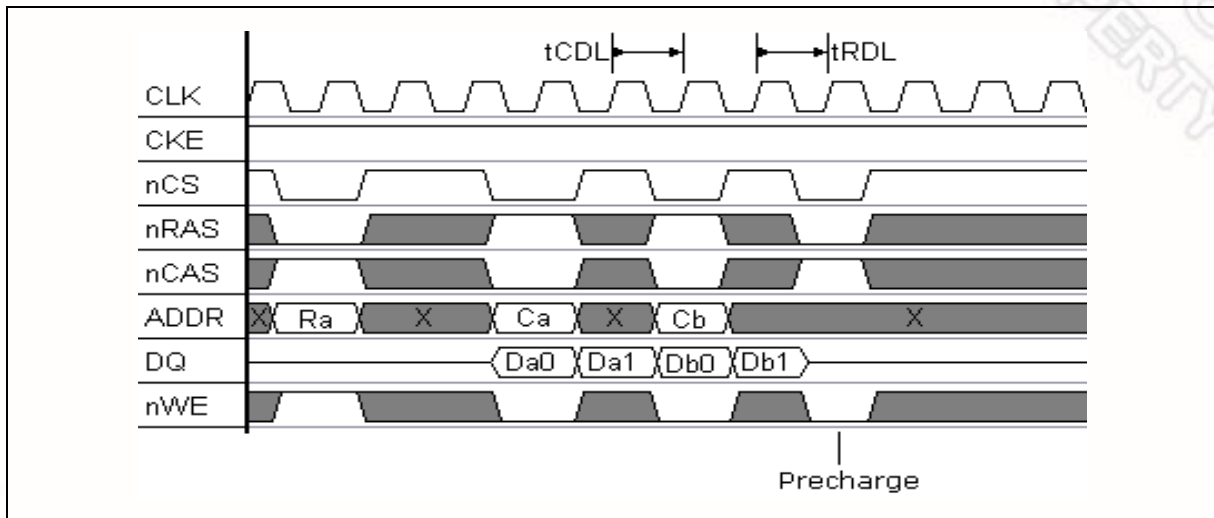 tCDL tRDL
CLK
CKE
nCS
nRAS
nCAS
ADDR X Ra X Ca X Cb X
DQ Da0 Da1 Db0 Db1
nWE
Precharge